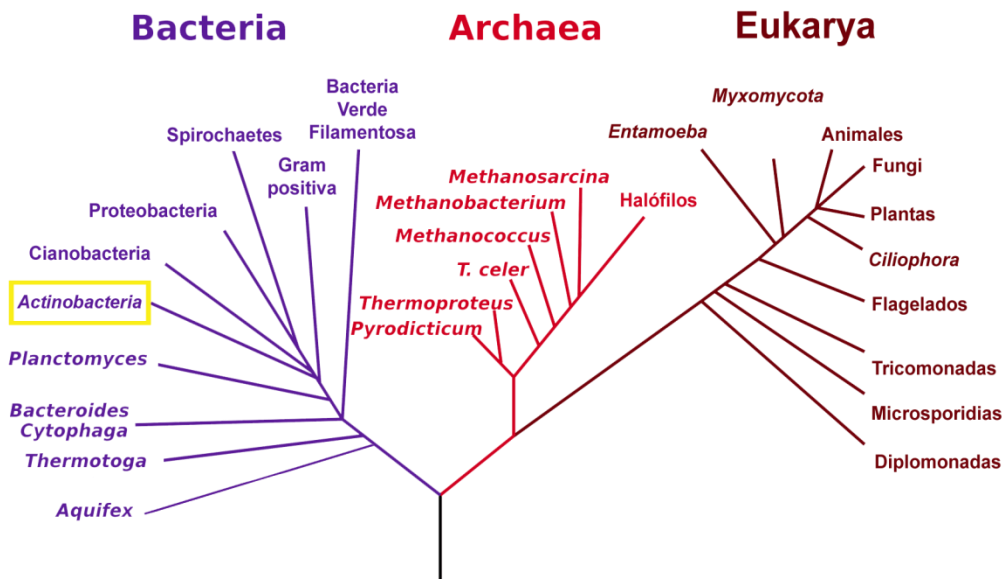 Bacteria
Archaea
Eukarya
Bacteria
Verde
Filamentosa
Spirochaetes
Gram
positiva
Proteobacteria
Cianobacteria
Actinobacteria
Planctomyces
Bacteroides
Cytophaga
Thermotoga
Aquifex
Methanosarcina
Methanobacterium
Halófilos
Methanococcus
T. celer
Thermoproteus
Pyrodicticum
Myxomycota
Entamoeba
Animales
Fungi
Plantas
Ciliophora
Flagelados
Tricomonadas
Microsporidias
Diplomonadas